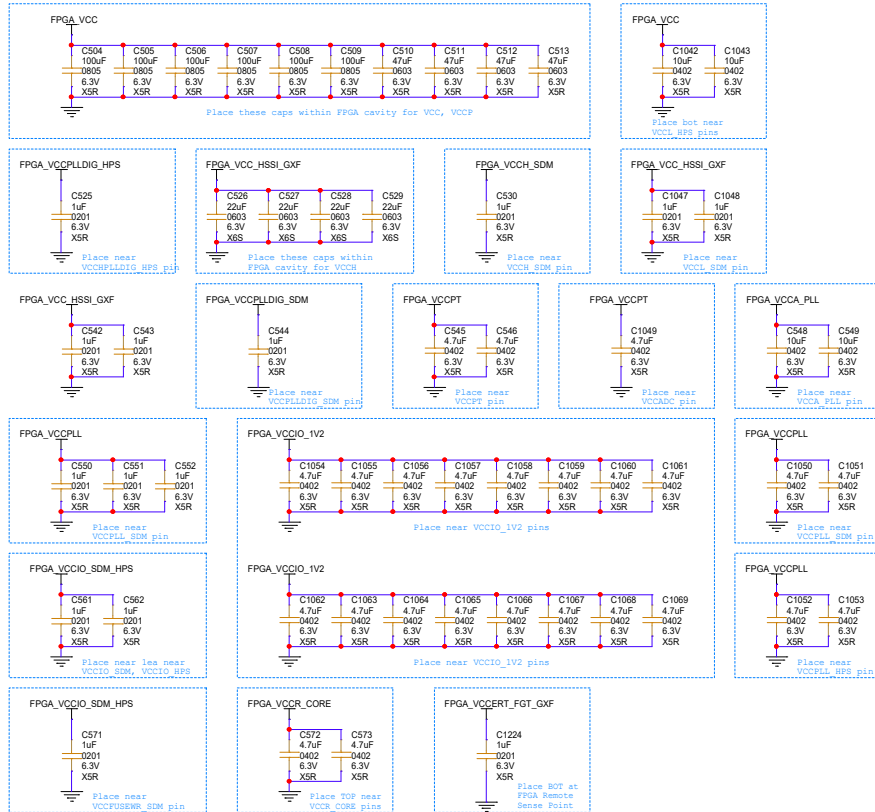 FPGA_VCC
C504 C505 C506 C507 C508 C509 C510 C511 C512 C513
100uF 100uF 100uF 100uF 100uF 100uF 47uF 47uF 47uF 47uF
0805 0805 0805 0805 0805 0805 0603 0603 0603 0603
6.3V 6.3V 6.3V 6.3V 6.3V 6.3V 6.3V 6.3V 6.3V 6.3V
X5R X5R X5R X5R X5R X5R X5R X5R X5R X5R
Place these caps within FPGA cavity for VCC, VCCP
FPGA_VCC
C1042 C1043
10uF 10uF
0402 0402
6.3V 6.3V
X5R X5R
Place bot near
VCCL_HPS pins
FPGA_VCCPLLDIG_HPS
C525
1uF
0201
6.3V
X5R
Place near
VCCHPLLDIG_HPS pin
FPGA_VCC_HSSI_GXF
C526 C527 C528 C529
22uF 22uF 22uF 22uF
0603 0603 0603 0603
6.3V 6.3V 6.3V 6.3V
X6S X6S X6S X6S
Place these caps within
FPGA cavity for VCCH
FPGA_VCCH_SDM
C530
1uF
0201
6.3V
X5R
Place near
VCCH_SDM pin
FPGA_VCC_HSSI_GXF
C1047 C1048
1uF 1uF
0201 0201
6.3V 6.3V
X5R X5R
Place near
VCCL_SDM pin
FPGA_VCC_HSSI_GXF
C542 C543
1uF 1uF
0201 0201
6.3V 6.3V
X5R X5R
FPGA_VCCPLLDIG_SDM
C544
1uF
0201
6.3V
X5R
Place near
VCCPLLDIG_SDM pin
FPGA_VCCPT
C545 C546
4.7uF 4.7uF
0402 0402
6.3V 6.3V
X5R X5R
Place near
VCCPT pin
FPGA_VCCPT
C1049
4.7uF
0402
6.3V
X5R
Place near
VCCADC pin
FPGA_VCCA_PLL
C548 C549
10uF 10uF
0402 0402
6.3V 6.3V
X5R X5R
Place near
VCCA_PLL pin
FPGA_VCCPLL
C550 C551 C552
1uF 1uF 1uF
0201 0201 0201
6.3V 6.3V 6.3V
X5R X5R X5R
Place near
VCCPLL_SDM pin
FPGA_VCCIO_1V2
C1054 C1055 C1056 C1057 C1058 C1059 C1060 C1061
4.7uF 4.7uF 4.7uF 4.7uF 4.7uF 4.7uF 4.7uF 4.7uF
0402 0402 0402 0402 0402 0402 0402 0402
6.3V 6.3V 6.3V 6.3V 6.3V 6.3V 6.3V 6.3V
X5R X5R X5R X5R X5R X5R X5R X5R
Place near VCCIO_1V2 pins
FPGA_VCCPLL
C1050 C1051
4.7uF 4.7uF
0402 0402
6.3V 6.3V
X5R X5R
Place near
VCCPLL_SDM pin
FPGA_VCCIO_SDM_HPS
C561 C562
1uF 1uF
0201 0201
6.3V 6.3V
X5R X5R
Place near lea near
VCCIO_SDM, VCCIO_HPS
FPGA_VCCIO_1V2
C1062 C1063 C1064 C1065 C1066 C1067 C1068 C1069
4.7uF 4.7uF 4.7uF 4.7uF 4.7uF 4.7uF 4.7uF 4.7uF
0402 0402 0402 0402 0402 0402 0402 0402
6.3V 6.3V 6.3V 6.3V 6.3V 6.3V 6.3V 6.3V
X5R X5R X5R X5R X5R X5R X5R X5R
Place near VCCIO_1V2 pins
FPGA_VCCPLL
C1052 C1053
4.7uF 4.7uF
0402 0402
6.3V 6.3V
X5R X5R
Place near
VCCPLL_HPS pin
FPGA_VCCIO_SDM_HPS
C571
1uF
0201
6.3V
X5R
Place near
VCCFUSEWR_SDM pin
FPGA_VCCR_CORE
C572 C573
4.7uF 4.7uF
0402 0402
6.3V 6.3V
X5R X5R
Place TOP near
VCCR_CORE pins
FPGA_VCCERT_FGT_GXF
C1224
1uF
0201
6.3V
X5R
Place BOT at
FPGA Remote
Sense Point